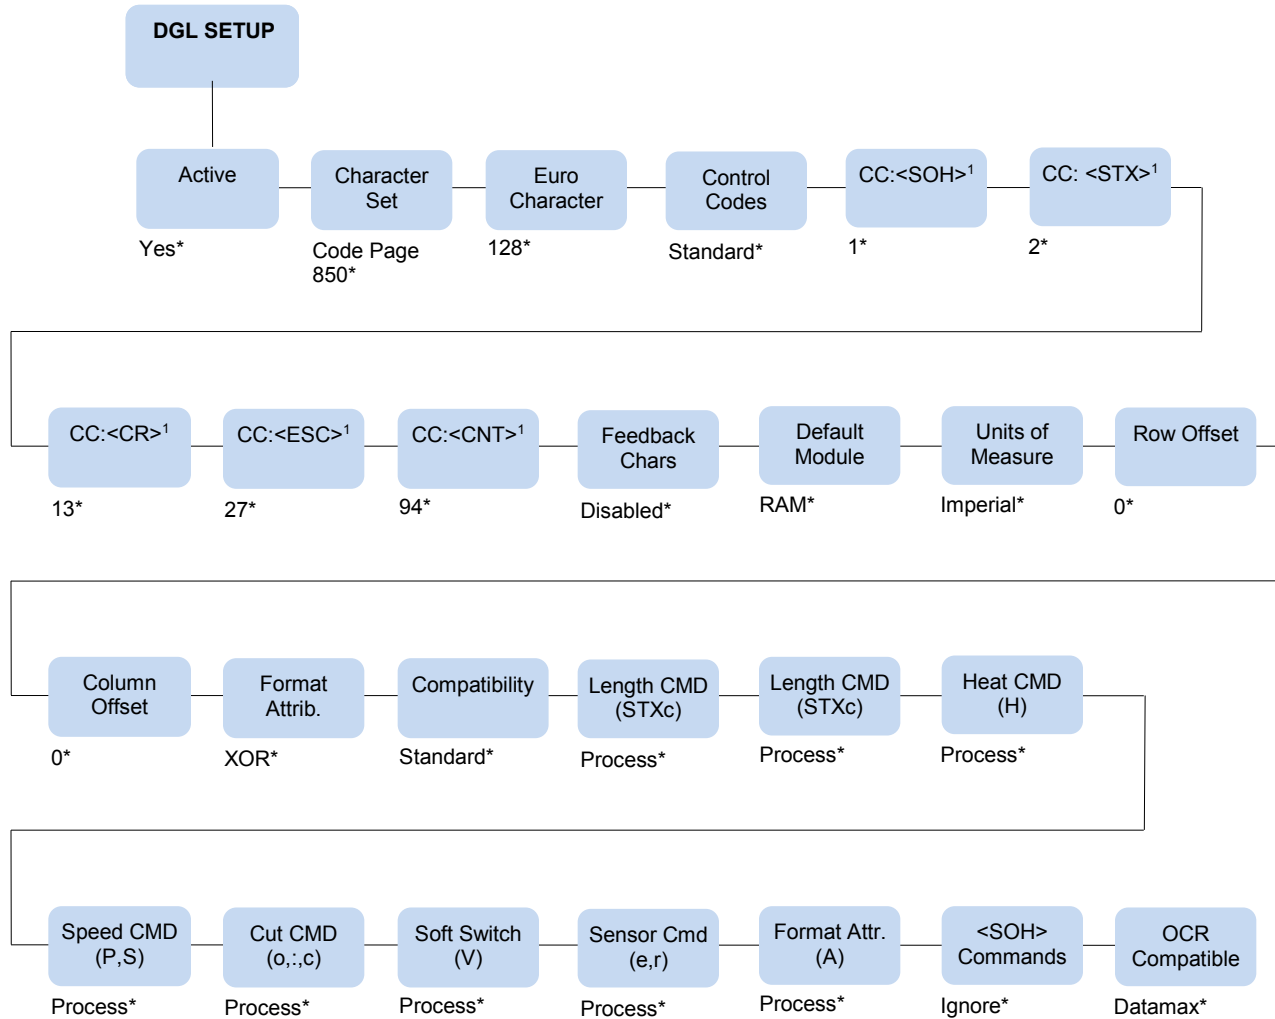 DGL SETUP
Active
Yes*
Character
Set
Code Page
850*
Euro
Character
128*
Control
Codes
Standard*
CC:<SOH>¹
1*
CC: <STX>¹
2*
CC:<CR>¹
13*
CC:<ESC>¹
27*
CC:<CNT>¹
94*
Feedback
Chars
Disabled*
Default
Module
RAM*
Units of
Measure
Imperial*
Row Offset
0*
Column
Offset
0*
Format
Attrib.
XOR*
Compatibility
Standard*
Length CMD
(STXc)
Process*
Length CMD
(STXc)
Process*
Heat CMD
(H)
Process*
Speed CMD
(P,S)
Process*
Cut CMD
(o,:,c)
Process*
Soft Switch
(V)
Process*
Sensor Cmd
(e,r)
Process*
Format Attr.
(A)
Process*
<SOH>
Commands
Ignore*
OCR
Compatible
Datamax*